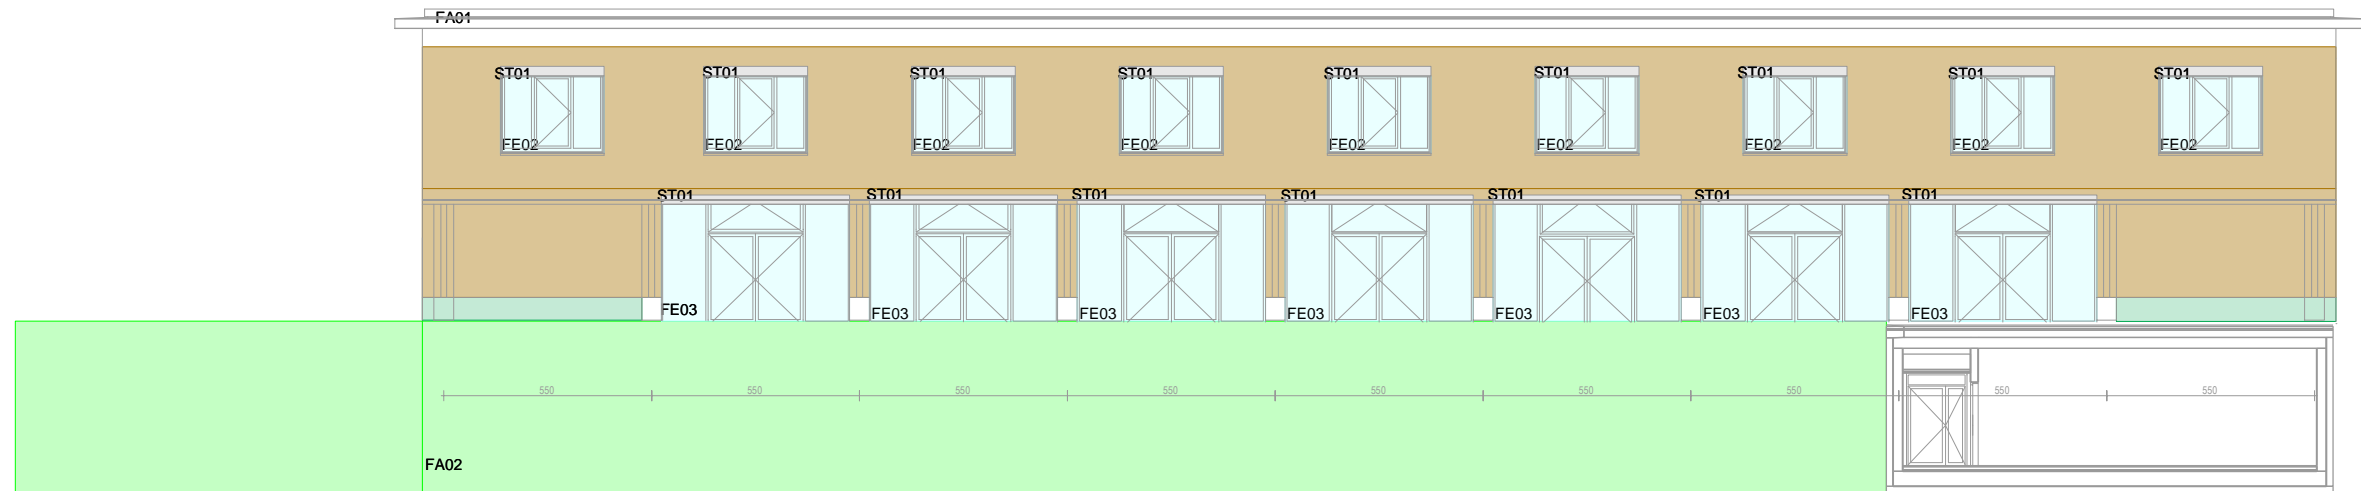 FA01
ST01 ST01 ST01 ST01 ST01 ST01 ST01 ST01 ST01
FE02 FE02 FE02 FE02 FE02 FE02 FE02 FE02 FE02
ST01 ST01 ST01 ST01 ST01 ST01 ST01
FE03 FE03 FE03 FE03 FE03 FE03 FE03
550 550 550 550 550 550 550 550 550
FA02